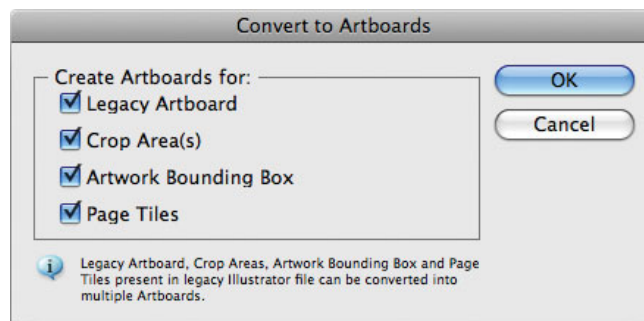 Convert to Artboards
Create Artboards for:
Legacy Artboard
Crop Area(s)
Artwork Bounding Box
Page Tiles
OK
Cancel
Legacy Artboard, Crop Areas, Artwork Bounding Box and Page
Tiles present in legacy Illustrator file can be converted into
multiple Artboards.